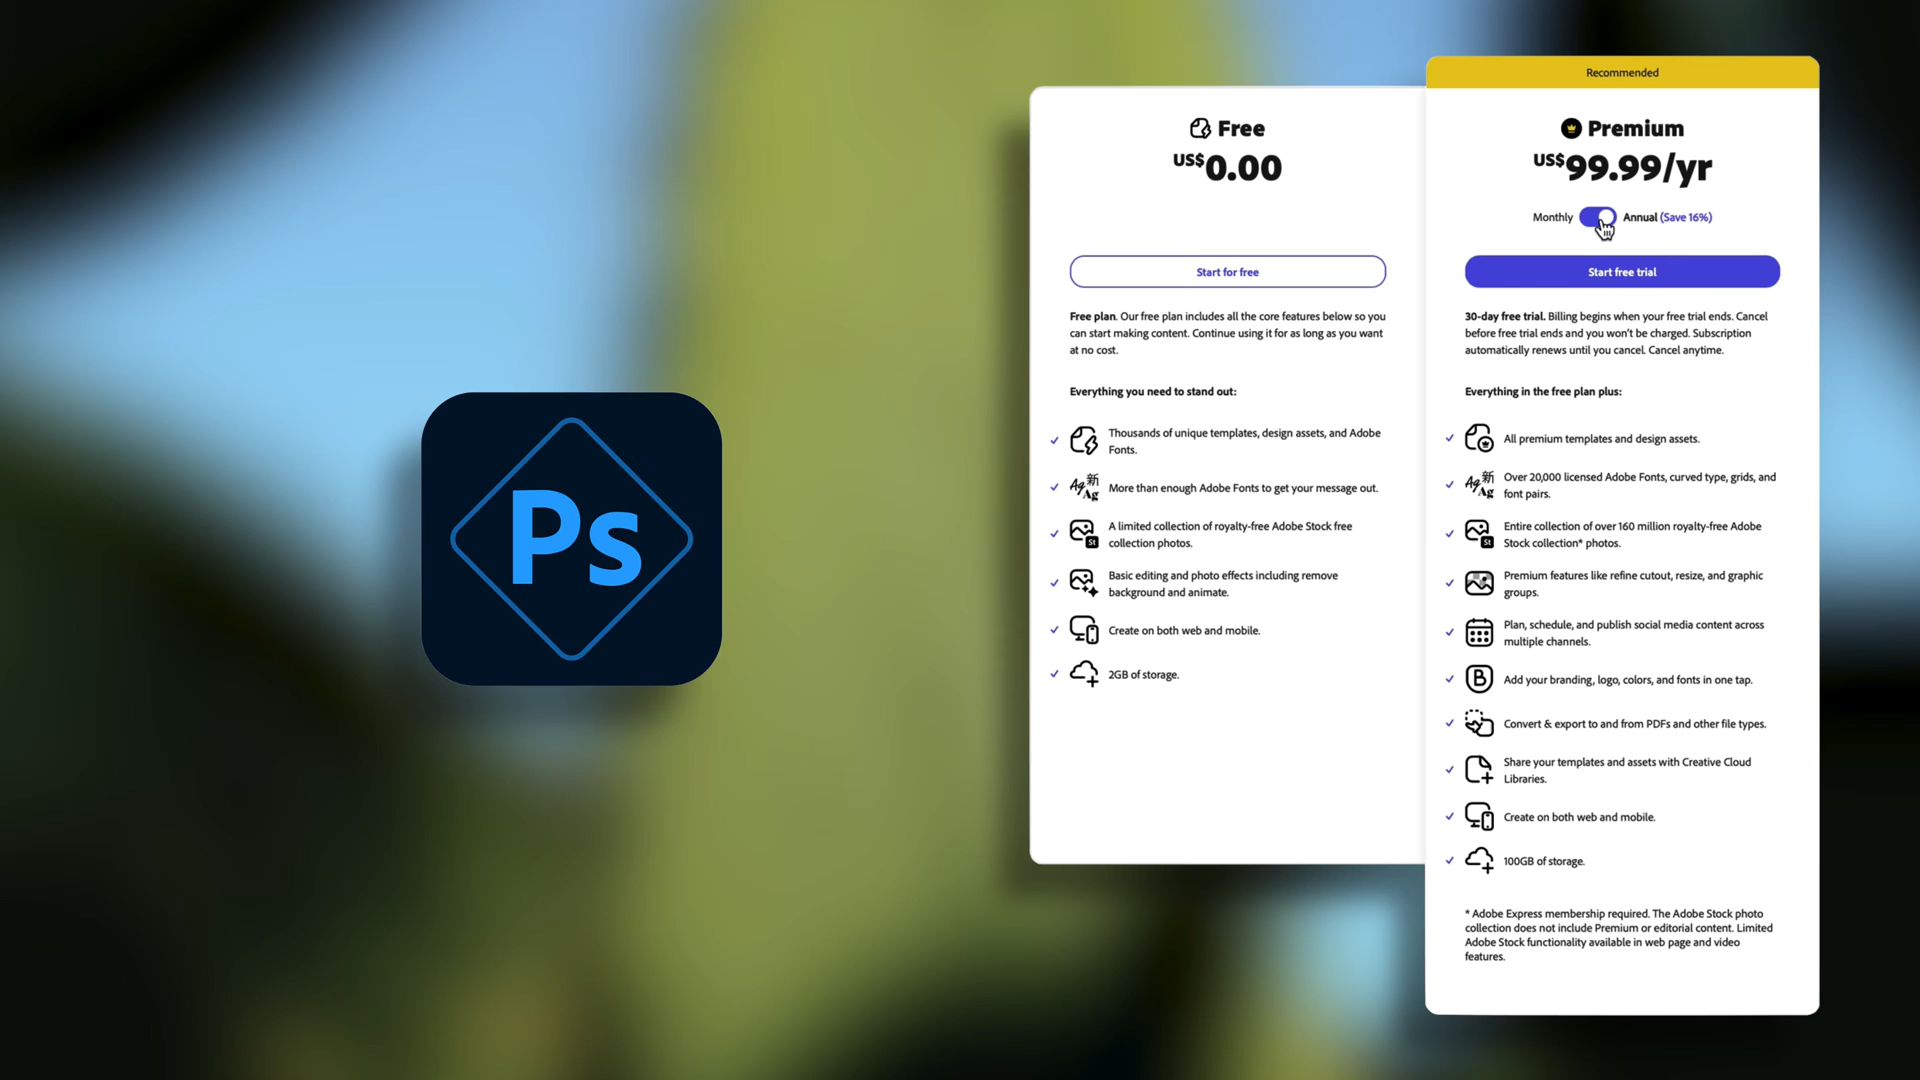 Ps
Free
US$0.00
Start for free
Free plan. Our free plan includes all the core features below so you
can start making content. Continue using it for as long as you want
at no cost.
Everything you need to stand out:
Thousands of unique templates, design assets, and Adobe
Fonts.
Ag新Ag
More than enough Adobe Fonts to get your message out.
St
A limited collection of royalty-free Adobe Stock free
collection photos.
Basic editing and photo effects including remove
background and animate.
Create on both web and mobile.
2GB of storage.
Recommended
Premium
US$99.99/yr
Monthly Annual (Save 16%)
Start free trial
30-day free trial. Billing begins when your free trial ends. Cancel
before free trial ends and you won't be charged. Subscription
automatically renews until you cancel. Cancel anytime.
Everything in the free plan plus:
All premium templates and design assets.
Ag新Ag
Over 20,000 licensed Adobe Fonts, curved type, grids, and
font pairs.
St
Entire collection of over 160 million royalty-free Adobe
Stock collection* photos.
Premium features like refine cutout, resize, and graphic
groups.
Plan, schedule, and publish social media content across
multiple channels.
B
Add your branding, logo, colors, and fonts in one tap.
Convert & export to and from PDFs and other file types.
Share your templates and assets with Creative Cloud
Libraries.
Create on both web and mobile.
100GB of storage.
* Adobe Express membership required. The Adobe Stock photo
collection does not include Premium or editorial content. Limited
Adobe Stock functionality available in web page and video
features.